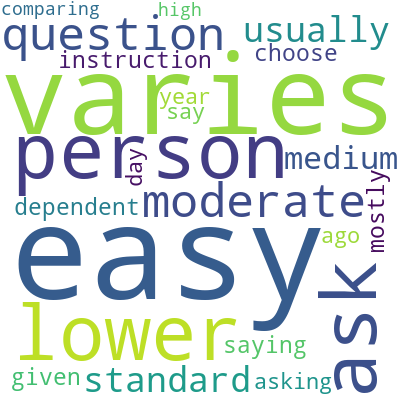 comparing high
question usually
instruction choose
varies
year
say
person day medium
dependent moderate mostly
easy ago
ask
lower saying
given standard asking